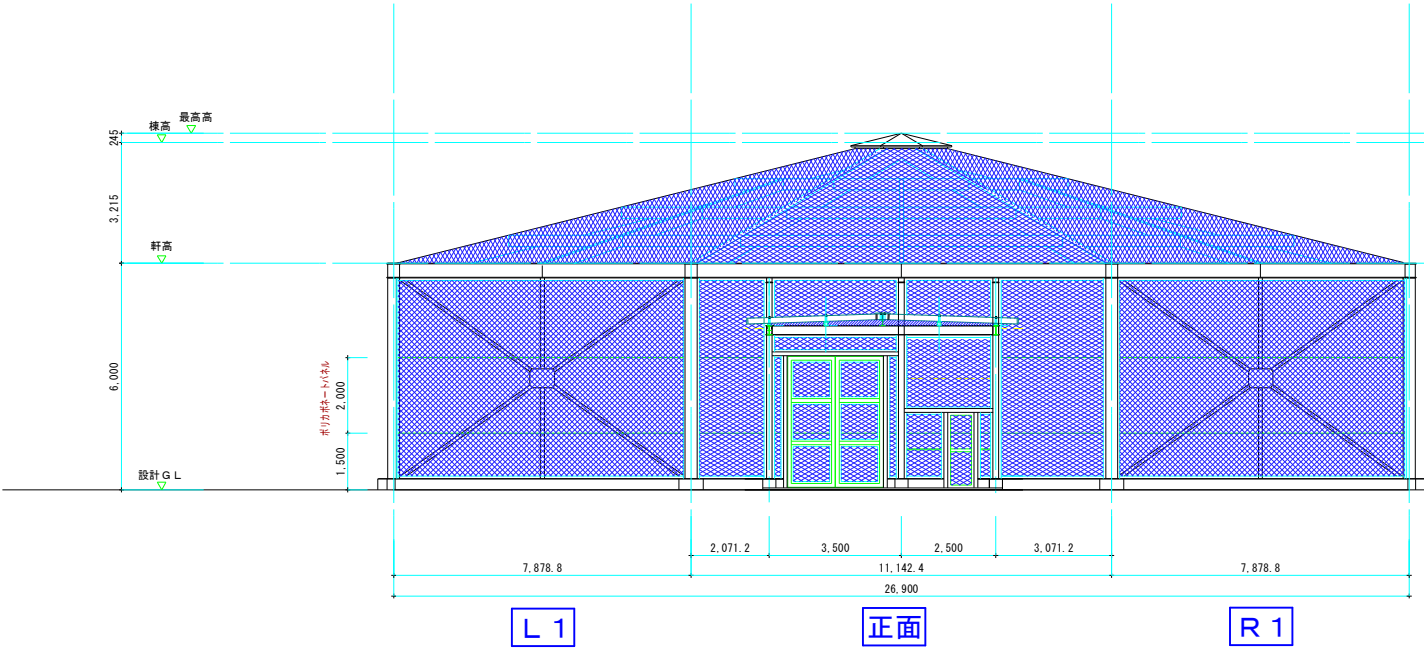 最高高
棟高
245
3,215
軒高
6,000
ポリカボネートパネル
2,000
1,500
設計GL
2,071.2
3,500
2,500
3,071.2
7,878.8
11,142.4
7,878.8
26,900
L1
正面
R1